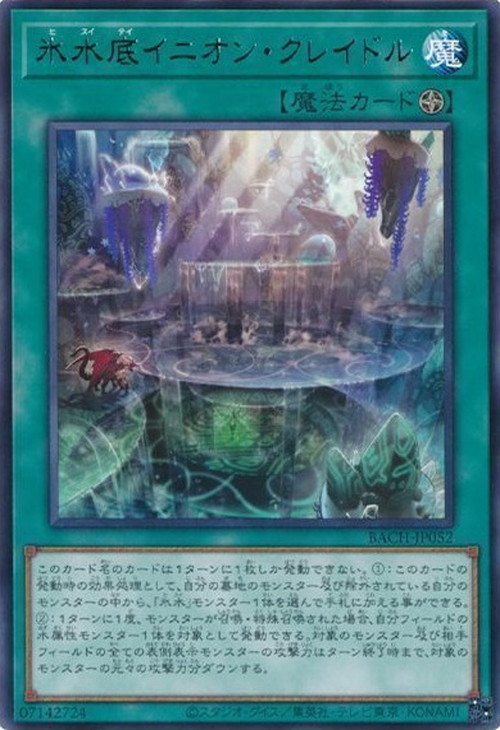 氷水底イニオン・クレイドル 魔
【魔法カード】
BACH-JP052
このカード名のカードは1ターンに1枚しか発動できない。①：このカードの
発動時の効果処理として、自分の墓地のモンスター及び除外されている自分の
モンスターの中から、「氷水」モンスター1体を選んで手札に加える事ができる。
②：1ターンに1度、モンスターが召喚・特殊召喚された場合、自分フィールドの
水属性モンスター1体を対象として発動できる。対象のモンスター及び相手
フィールドの全ての表側表示モンスターの攻撃力はターン終了時まで、対象の
モンスターの元々の攻撃力分ダウンする。
07142724 ©スタジオ・ダイス/集英社・テレビ東京・KONAMI